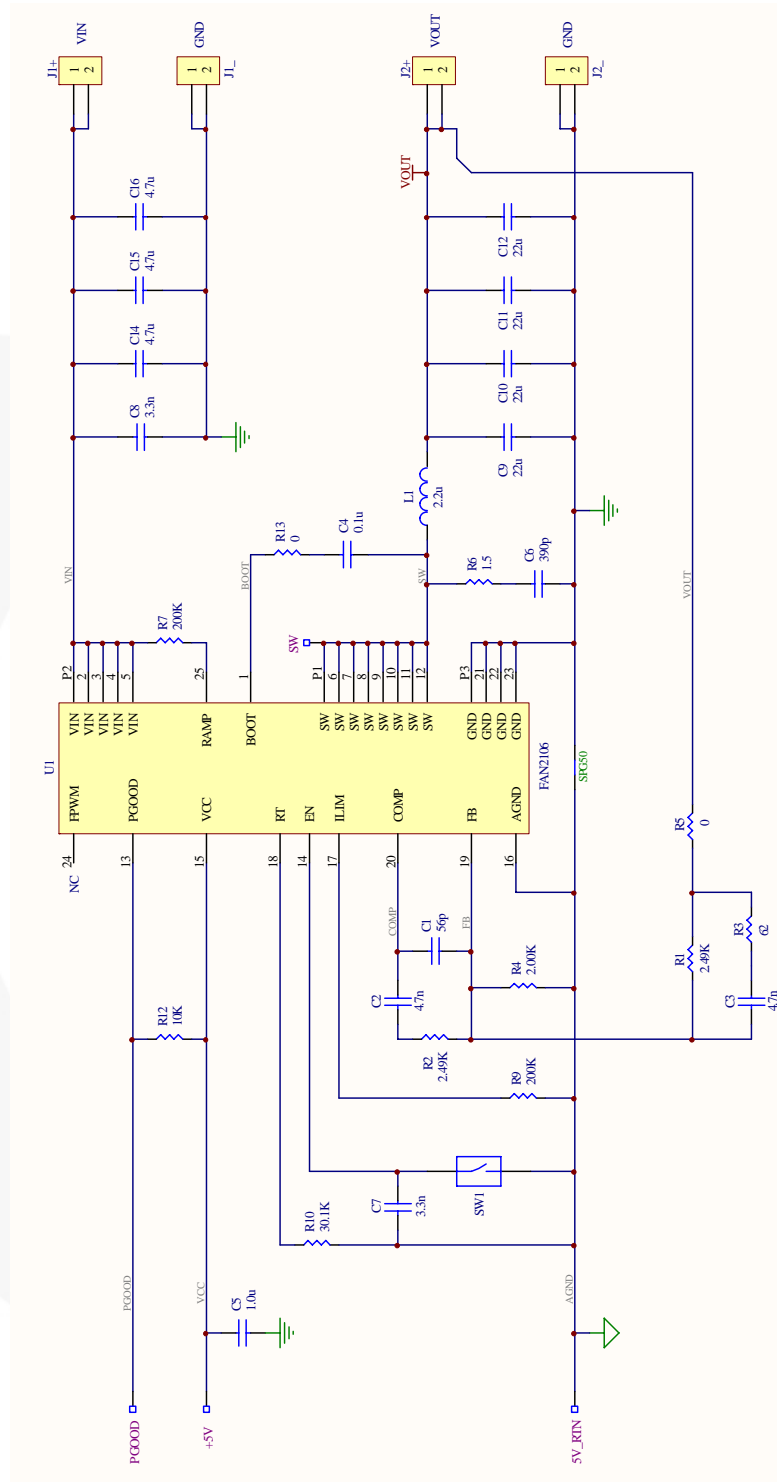 VIN
J1+
1
2
GND
J1_
1
2
VOUT
J2+
1
2
GND
J2_
1
2
VOUT
C16
4.7u
C15
4.7u
C14
4.7u
C8
3.3n
C12
22u
C11
22u
C10
22u
C9
22u
L1
2.2u
R13
0
C4
0.1u
R6
1.5
C6
390p
VIN
BOOT
SW
VOUT
R7
200K
SW
P2
2
3
4
5
25
1
P1
6
7
8
9
10
11
12
P3
21
22
23
U1
VIN
VIN
VIN
VIN
VIN
RAMP
BOOT
SW
SW
SW
SW
SW
SW
SW
SW
GND
GND
GND
GND
FPWM
PGOOD
VCC
RT
EN
ILIM
COMP
FB
AGND
FAN2106
SPG50
24
NC
13
15
18
14
17
20
19
16
R5
0
COMP
FB
C1
56p
C2
4.7n
R4
2.00K
R2
2.49K
R1
2.49K
R3
62
C3
4.7n
R12
10K
R9
200K
SW1
C7
3.3n
R10
30.1K
PGOOD
VCC
AGND
C5
1.0u
PGOOD
+5V
5V_RTN